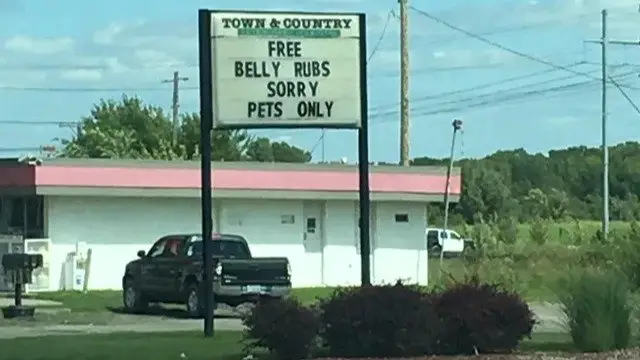 TOWN & COUNTRY
FREE
BELLY RUBS
SORRY
PETS ONLY